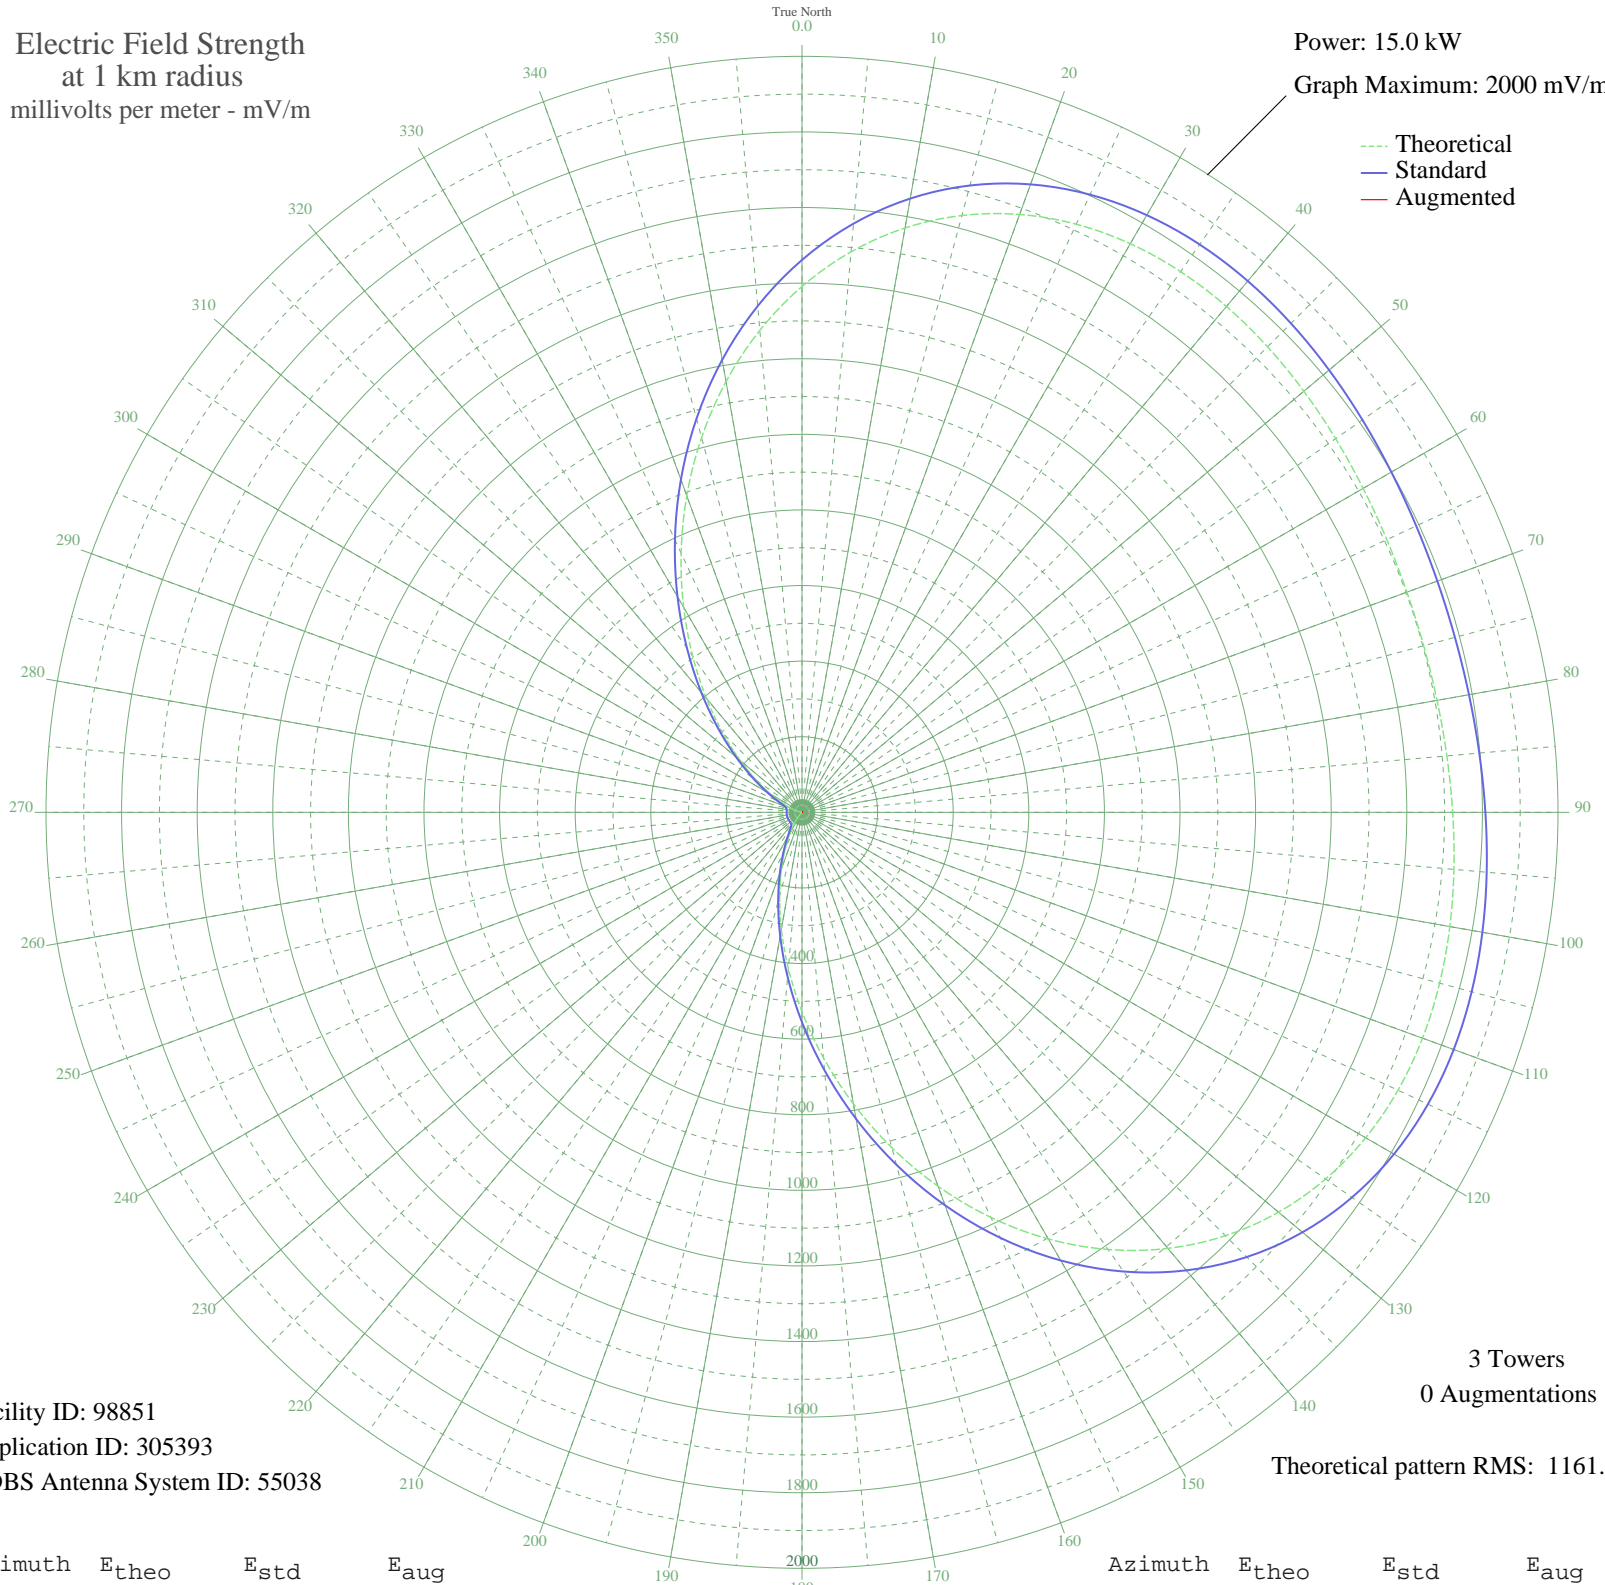 True North
0.0
10
20
30
40
50
60
70
80
90
100
110
120
130
140
150
160
170
190
200
210
220
230
240
250
260
270
280
290
300
310
320
330
340
350
Electric Field Strength
at 1 km radius
millivolts per meter - mV/m
Power: 15.0 kW
Graph Maximum: 2000 mV/m
Theoretical
Standard
Augmented
400
600
800
1000
1200
1400
1600
1800
2000
3 Towers
0 Augmentations
cility ID: 98851
plication ID: 305393
DBS Antenna System ID: 55038
Theoretical pattern RMS: 1161.
imuth Etheo Estd Eaug
Azimuth Etheo Estd Eaug